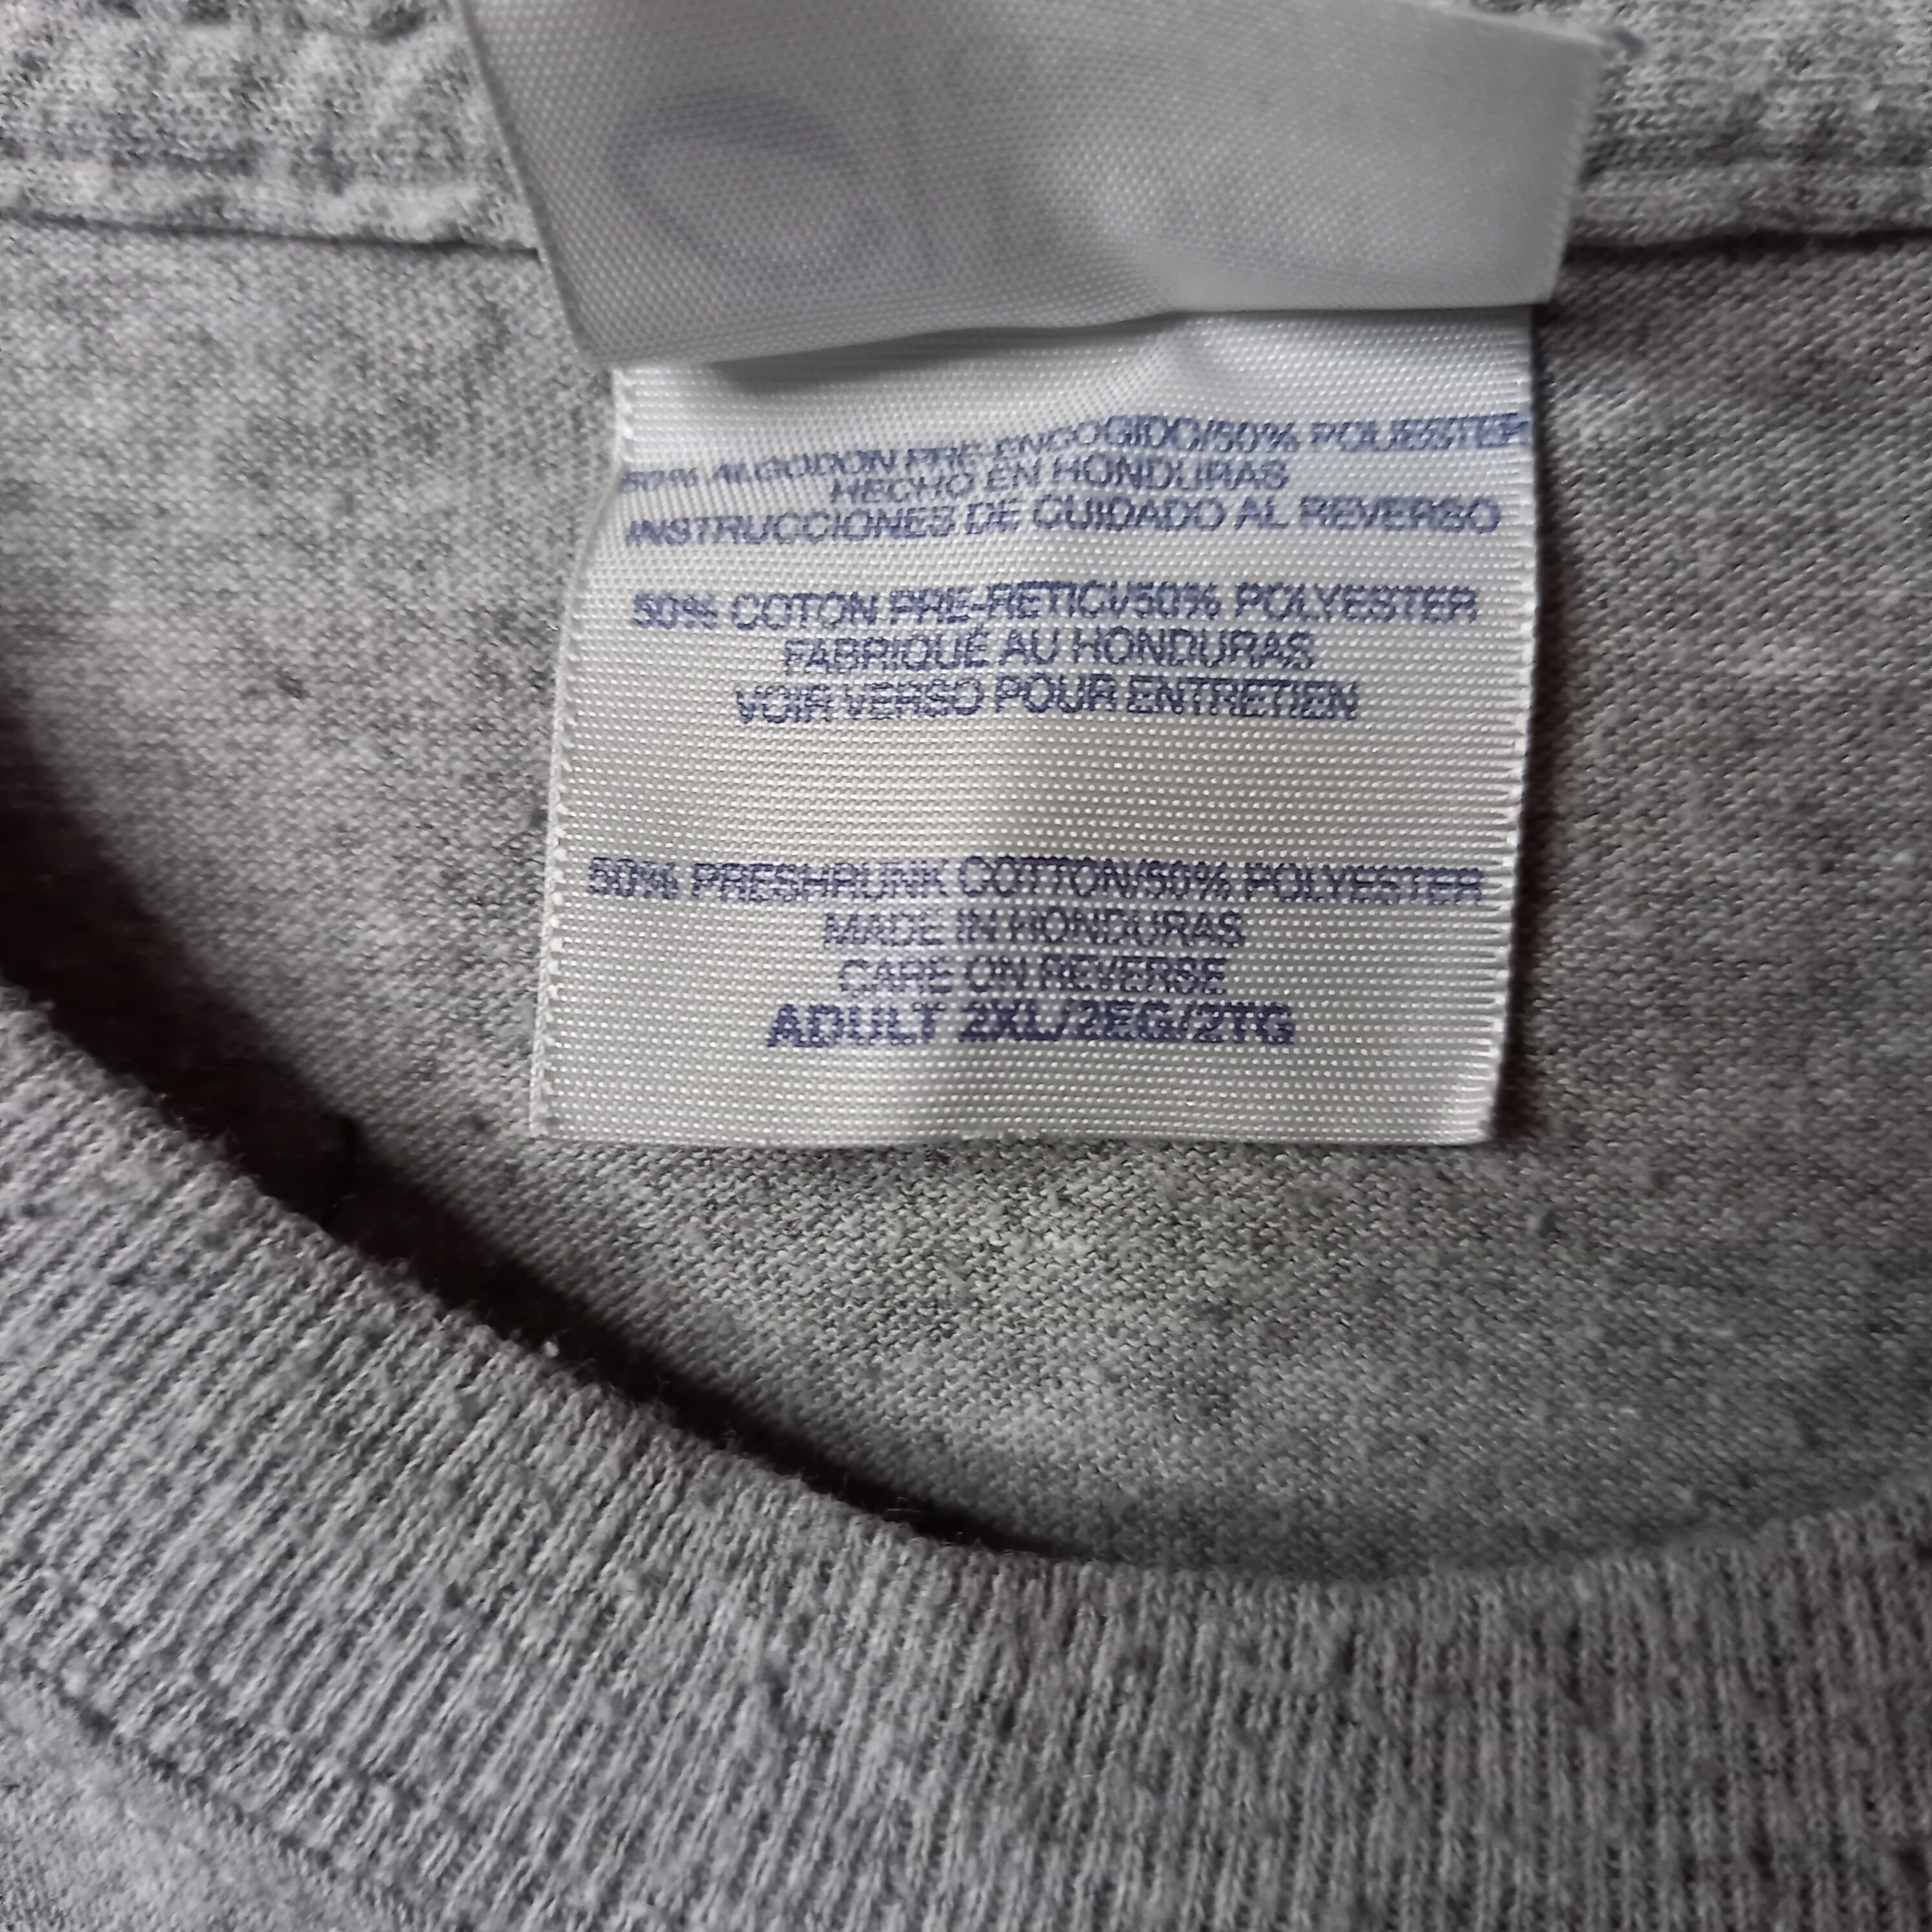 50% ALGODON PRE-ENCOGIDO/50% POLIESTER
HECHO EN HONDURAS
INSTRUCCIONES DE CUIDADO AL REVERSO
50% COTON PRE-RETICI/50% POLYESTER
FABRIQUÉ AU HONDURAS
VOIR VERSO POUR ENTRETIEN
50% PRESHRUNK COTTON/50% POLYESTER
MADE IN HONDURAS
CARE ON REVERSE
ADULT 2XL/2EG/2TG